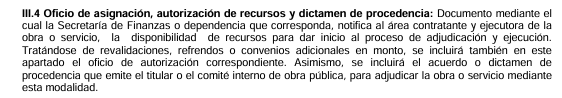 III.4 Oficio de asignación, autorización de recursos y dictamen de procedencia: Documento mediante el
cual la Secretaría de Finanzas o dependencia que corresponda, notifica al área contratante y ejecutora de la
obra o servicio, la disponibilidad de recursos para dar inicio al proceso de adjudicación y ejecución.
Tratándose de revalidaciones, refrendos o convenios adicionales en monto, se incluirá también en este
apartado el oficio de autorización correspondiente. Asimismo, se incluirá el acuerdo o dictamen de
procedencia que emite el titular o el comité interno de obra pública, para adjudicar la obra o servicio mediante
esta modalidad.